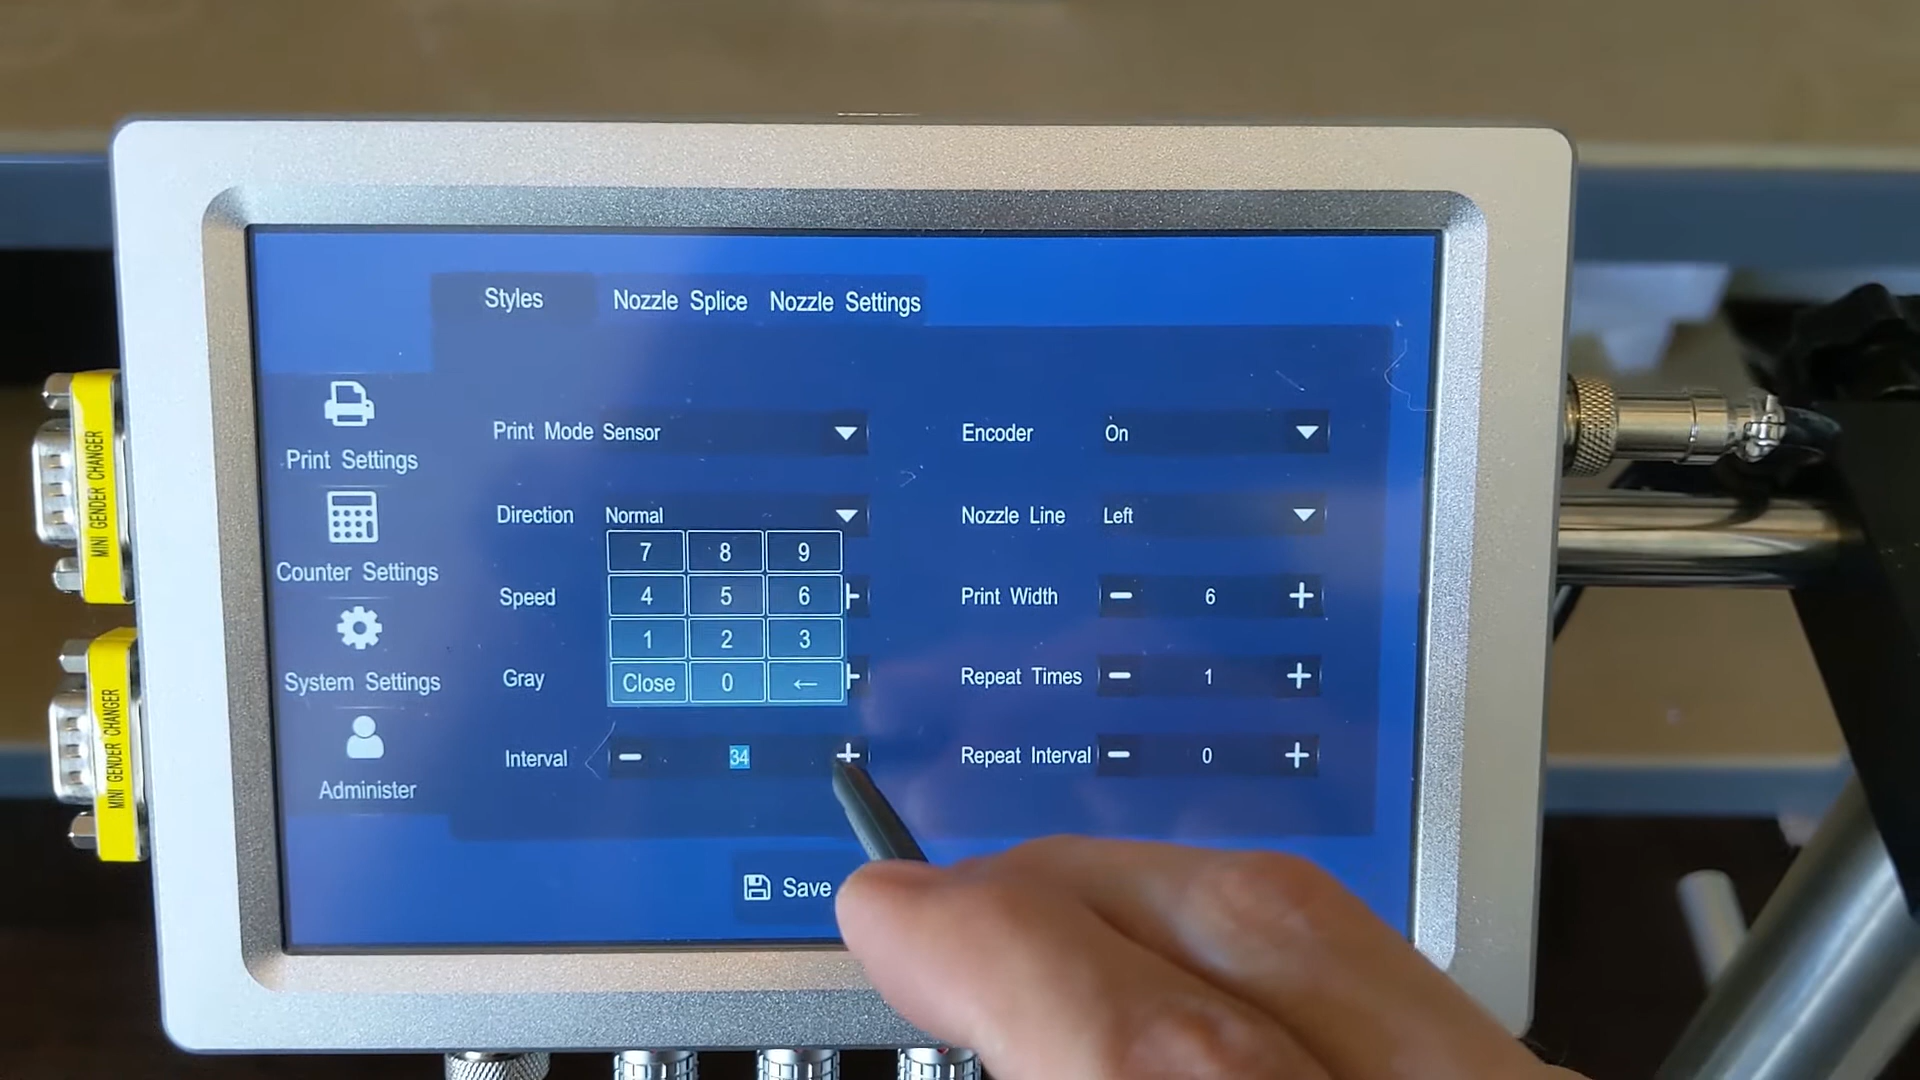 Styles Nozzle Splice Nozzle Settings
Print Settings
Counter Settings
System Settings
Administer
Print Mode Sensor
Direction Normal
Speed
Gray
Interval − 34 +
7 8 9
4 5 6 +
1 2 3
Close 0 ← +
Encoder On
Nozzle Line Left
Print Width − 6 +
Repeat Times − 1 +
Repeat Interval − 0 +
Save
MINI GENDER CHANGER
MINI GENDER CHANGER